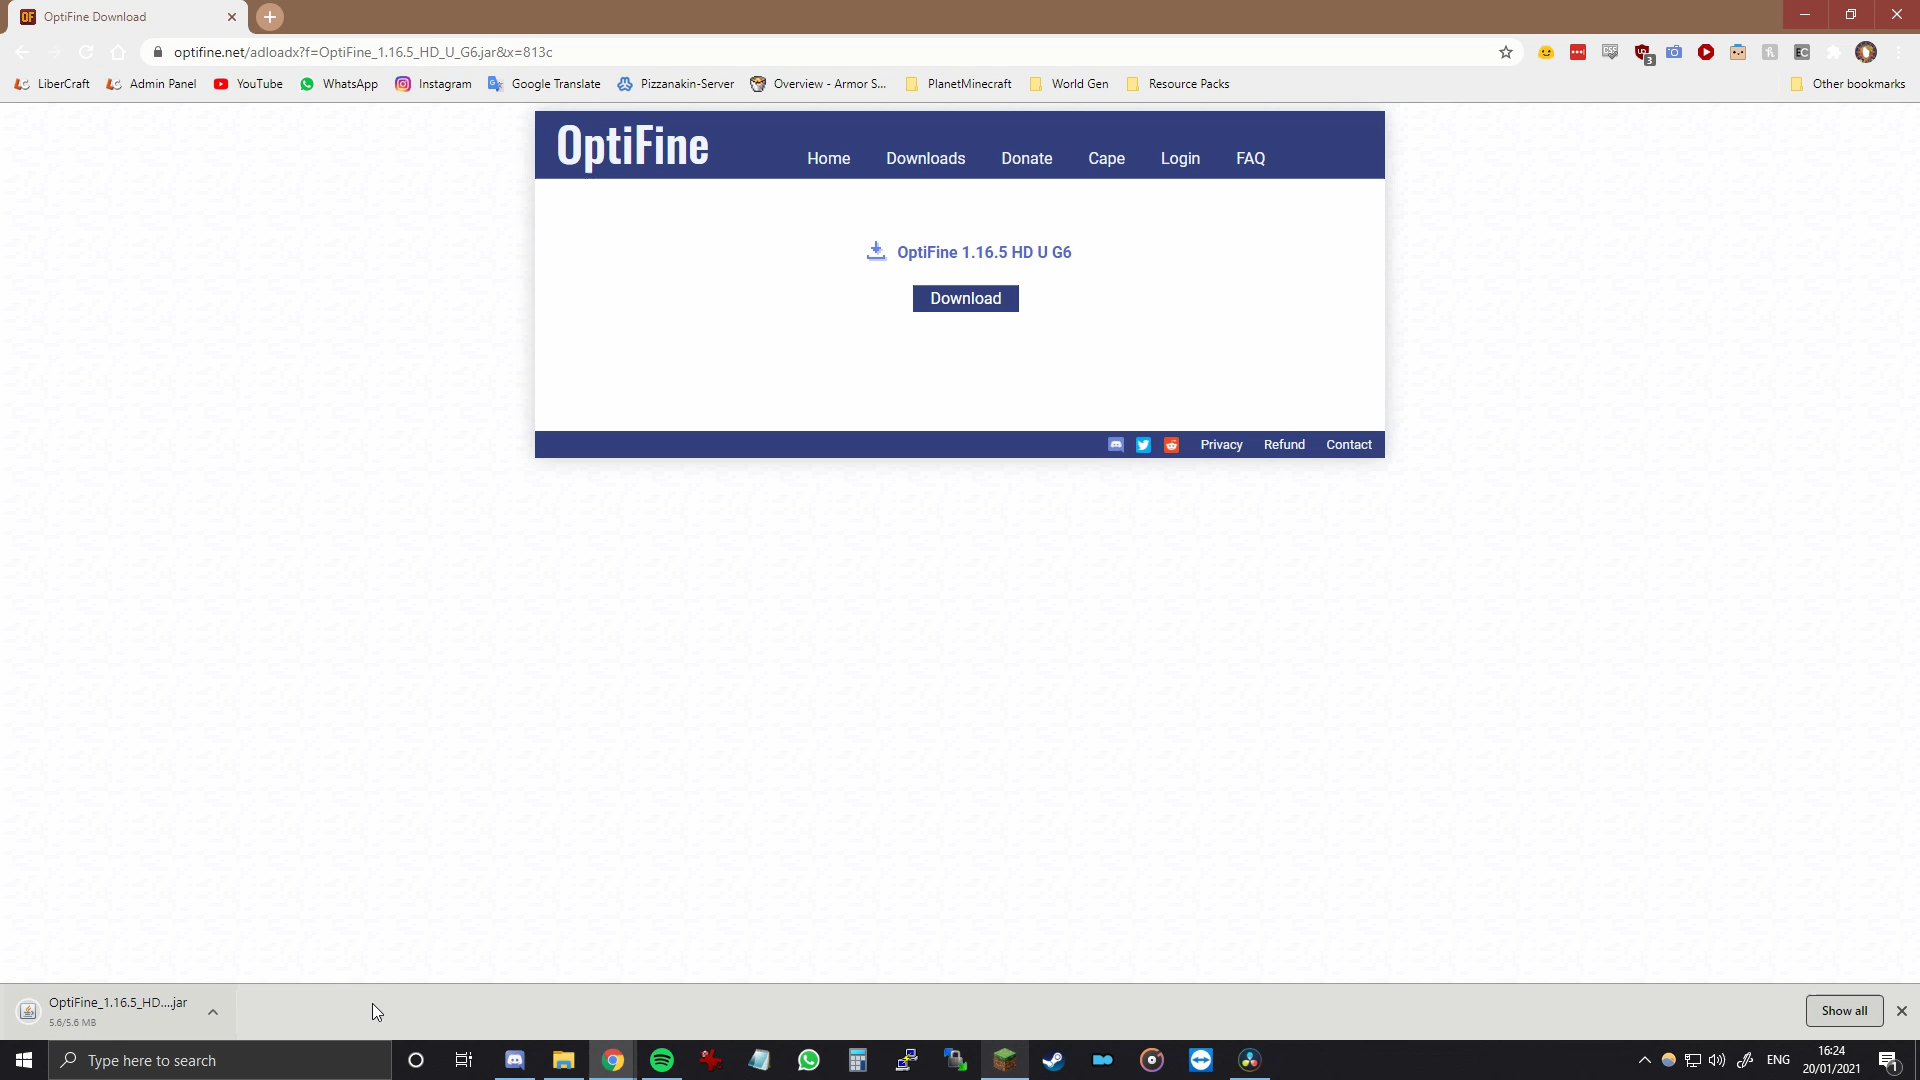 OptiFine Download
optifine.net/adloadx?f=OptiFine_1.16.5_HD_U_G6.jar&x=813c
LiberCraft Admin Panel YouTube WhatsApp Instagram Google Translate Pizzanakin-Server Overview - Armor S... PlanetMinecraft World Gen Resource Packs Other bookmarks
OptiFine
Home Downloads Donate Cape Login FAQ
OptiFine 1.16.5 HD U G6
Download
Privacy Refund Contact
OptiFine_1.16.5_HD....jar
5.6/5.6 MB
Show all
Type here to search
ENG
16:24
20/01/2021